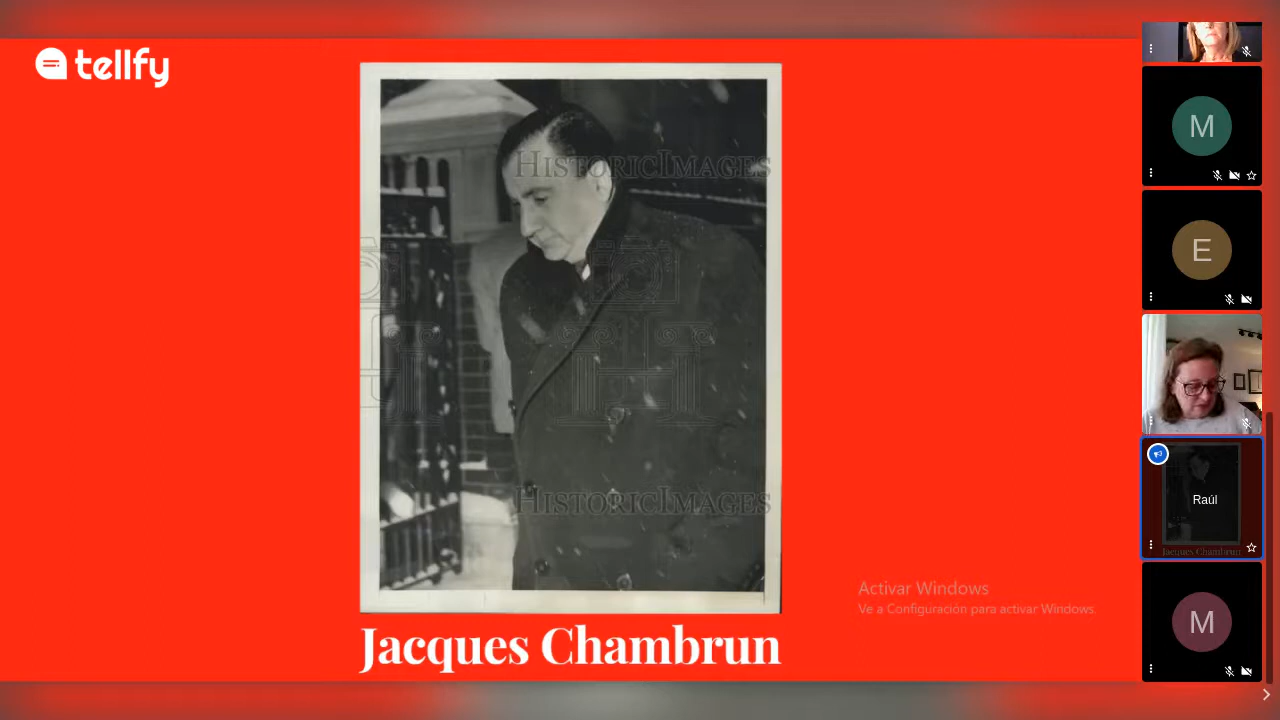 tellfy
HISTORICIMAGES
HISTORICIMAGES
Jacques Chambrun
Activar Windows
Ve a Configuración para activar Windows.
M
E
Raúl
Jacques Chambrun
M